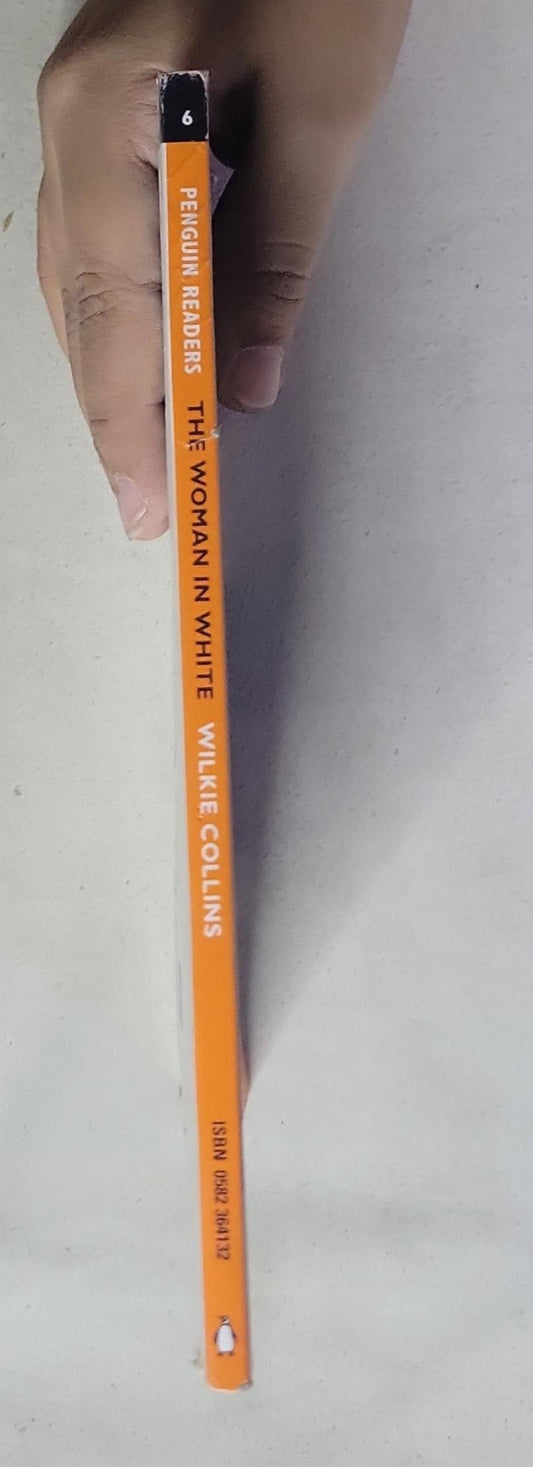 6
PENGUIN READERS THE WOMAN IN WHITE WILKIE COLLINS ISBN 0582 364132